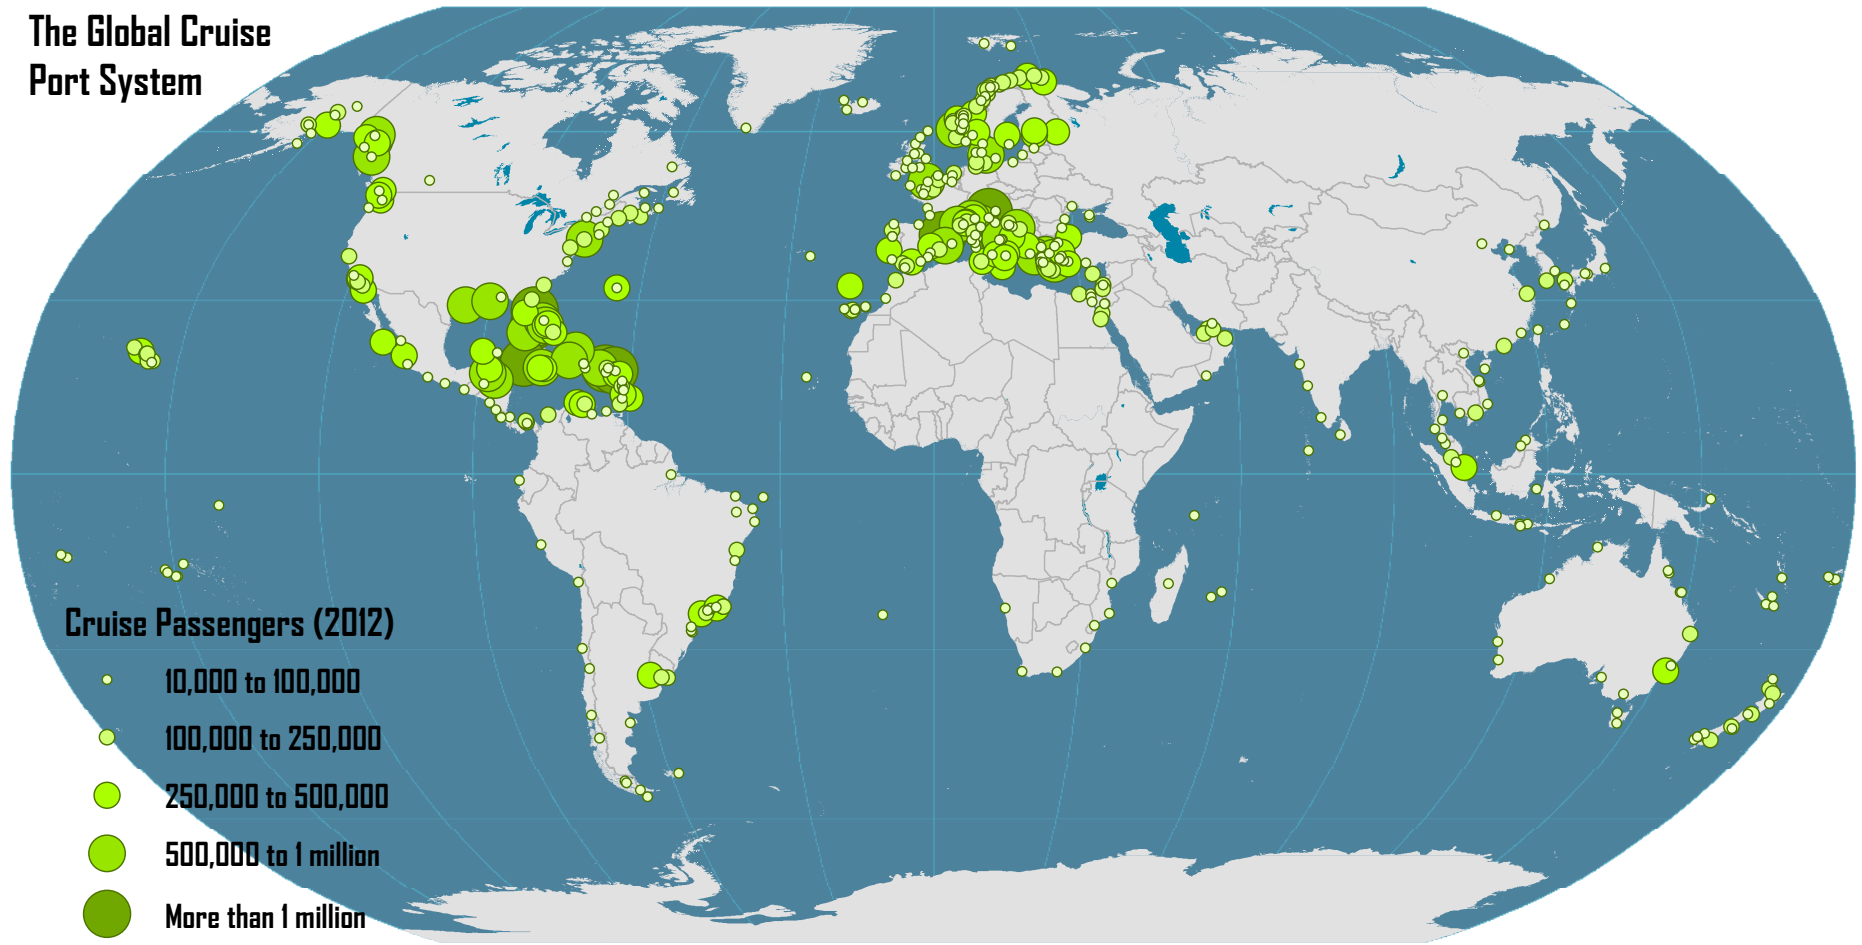 The Global Cruise
Port System
Cruise Passengers (2012)
10,000 to 100,000
100,000 to 250,000
250,000 to 500,000
500,000 to 1 million
More than 1 million